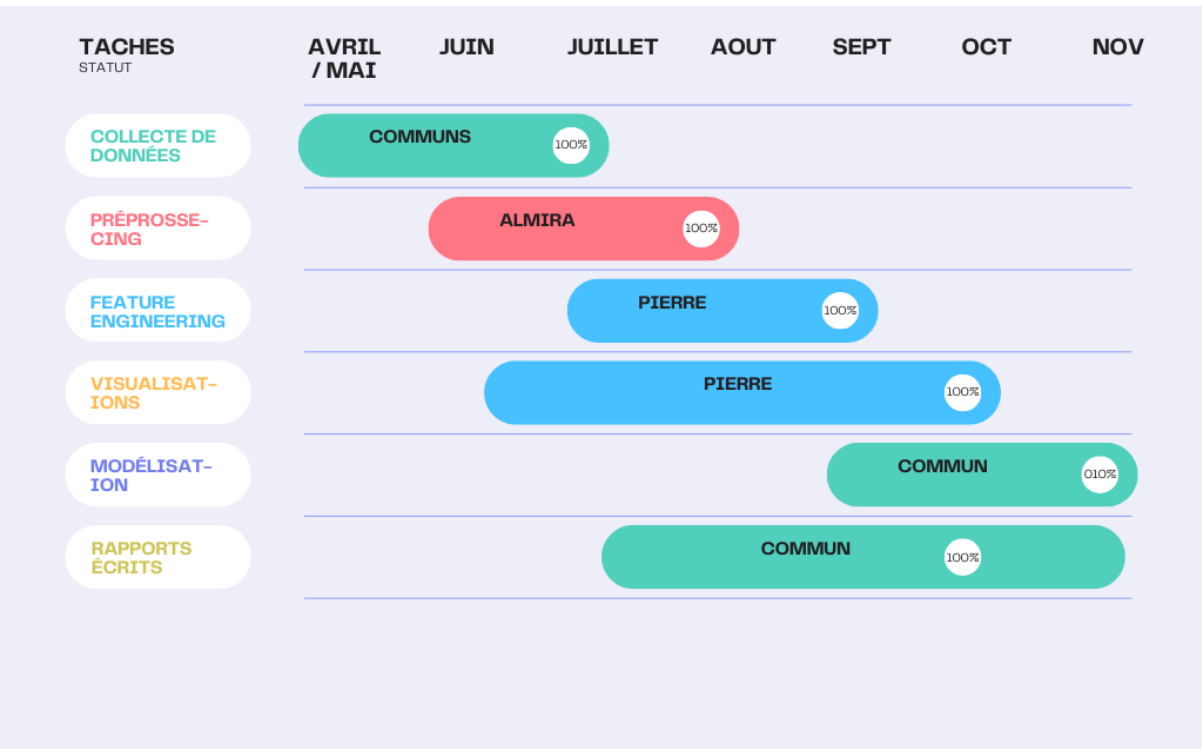 TACHES
STATUT
AVRIL
/ MAI
JUIN
JUILLET
AOUT
SEPT
OCT
NOV
COLLECTE DE
DONNÉES
COMMUNS
100%
PRÉPROSSE-
CING
ALMIRA
100%
FEATURE
ENGINEERING
PIERRE
100%
VISUALISAT-
IONS
PIERRE
100%
MODÉLISAT-
ION
COMMUN
010%
RAPPORTS
ÉCRITS
COMMUN
100%